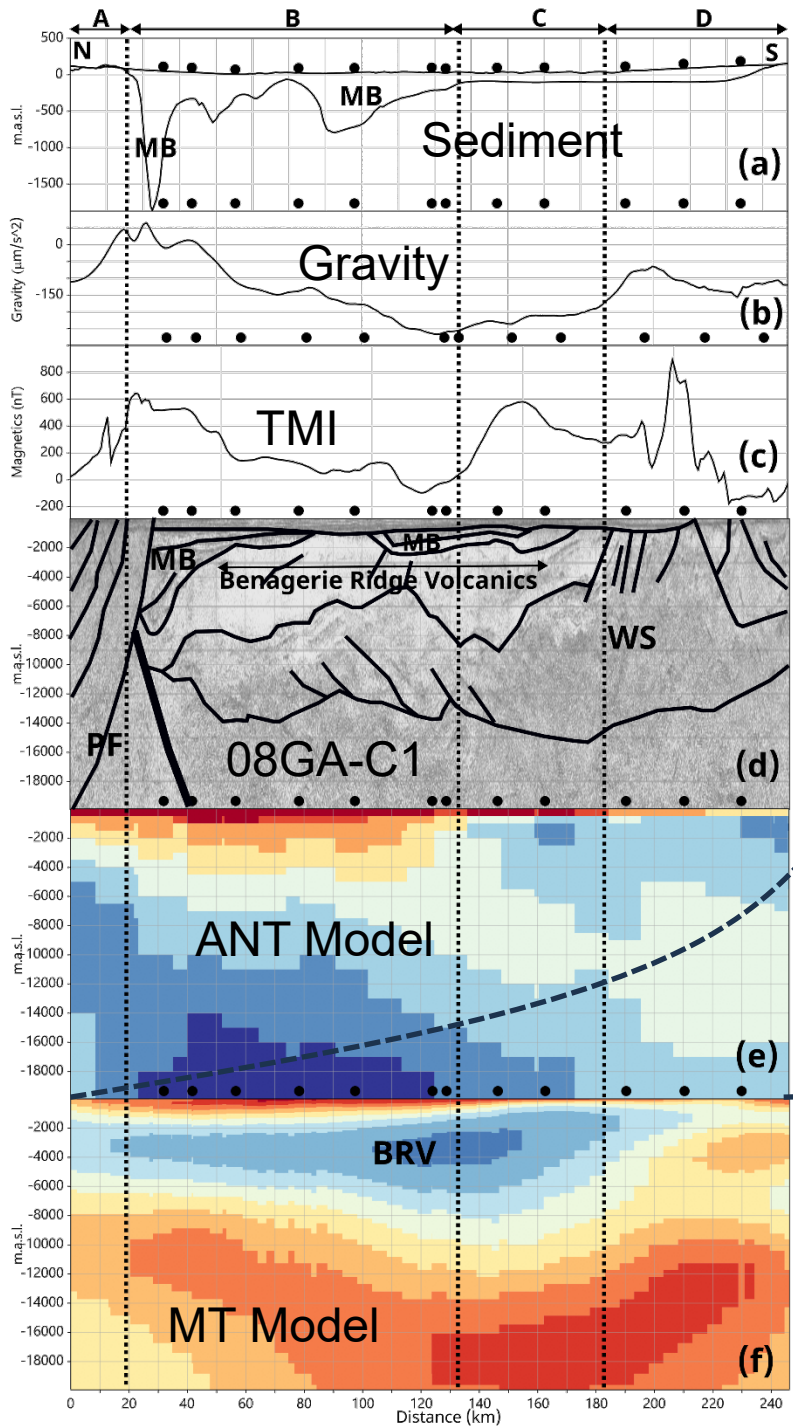 A B C D
500
N S
0
MB
-500
MB
m.a.s.l.
-1000
Sediment
-1500
(a)
0
Gravity (μm/s^2)
Gravity
-150
(b)
800
600
Magnetics (nT)
400
TMI
200
(c)
0
-200
-2000
MB
MB
-4000
Benagerie Ridge Volcanics
-6000
-8000
WS
m.a.s.l.
-10000
-12000
-14000
PF
-16000
08GA-C1
(d)
-18000
-2000
-4000
-6000
-8000
ANT Model
m.a.s.l.
-10000
-12000
-14000
-16000
(e)
-18000
-2000
BRV
-4000
-6000
-8000
m.a.s.l.
-10000
-12000
-14000
-16000
MT Model
-18000
(f)
0 20 40 60 80 100 120 140 160 180 200 220 240
Distance (km)